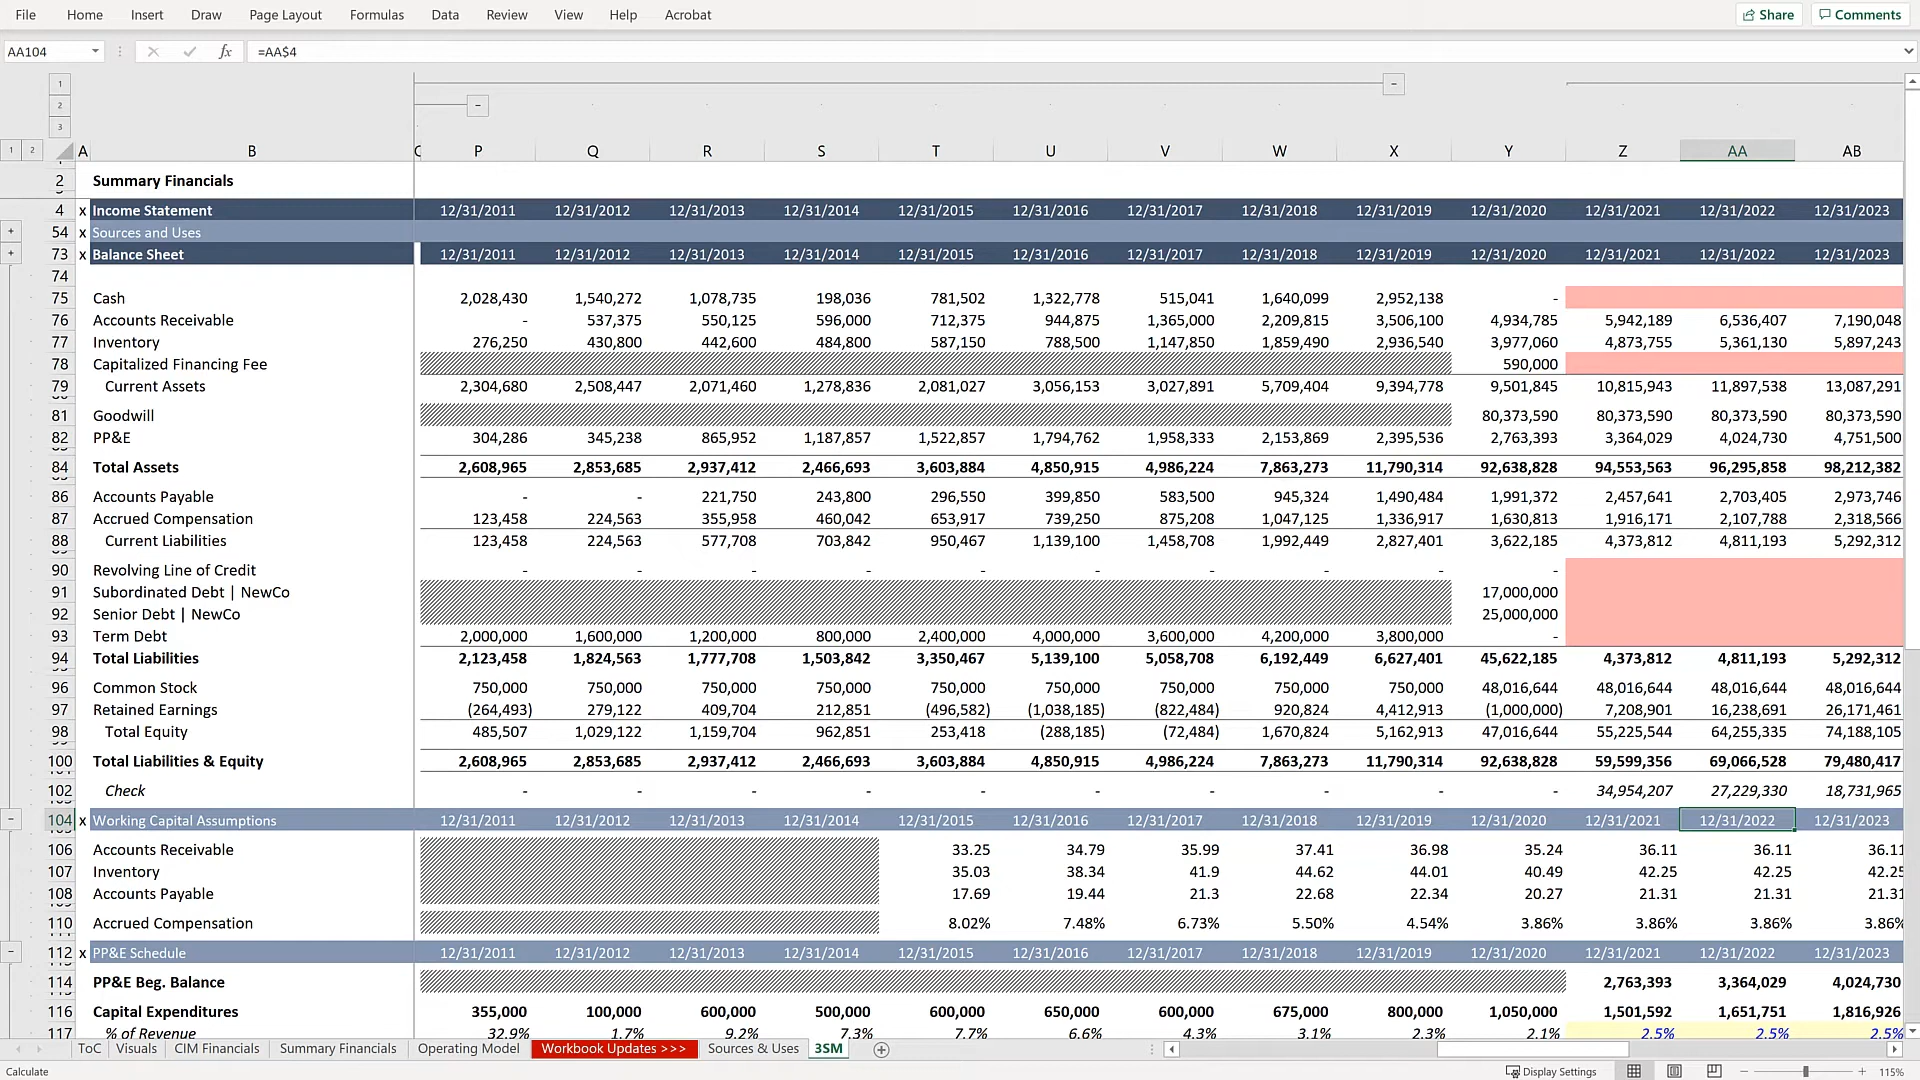 File Home Insert Draw Page Layout Formulas Data Review View Help Acrobat Share Comments
AA104 fx =AA$4
1
2
3
1 2 A B C P Q R S T U V W X Y Z AA AB
2 Summary Financials
4 x Income Statement 12/31/2011 12/31/2012 12/31/2013 12/31/2014 12/31/2015 12/31/2016 12/31/2017 12/31/2018 12/31/2019 12/31/2020 12/31/2021 12/31/2022 12/31/2023
54 x Sources and Uses
73 x Balance Sheet 12/31/2011 12/31/2012 12/31/2013 12/31/2014 12/31/2015 12/31/2016 12/31/2017 12/31/2018 12/31/2019 12/31/2020 12/31/2021 12/31/2022 12/31/2023
74
75 Cash 2,028,430 1,540,272 1,078,735 198,036 781,502 1,322,778 515,041 1,640,099 2,952,138 -
76 Accounts Receivable - 537,375 550,125 596,000 712,375 944,875 1,365,000 2,209,815 3,506,100 4,934,785 5,942,189 6,536,407 7,190,048
77 Inventory 276,250 430,800 442,600 484,800 587,150 788,500 1,147,850 1,859,490 2,936,540 3,977,060 4,873,755 5,361,130 5,897,243
78 Capitalized Financing Fee 590,000
79 Current Assets 2,304,680 2,508,447 2,071,460 1,278,836 2,081,027 3,056,153 3,027,891 5,709,404 9,394,778 9,501,845 10,815,943 11,897,538 13,087,291
81 Goodwill 80,373,590 80,373,590 80,373,590 80,373,590
82 PP&E 304,286 345,238 865,952 1,187,857 1,522,857 1,794,762 1,958,333 2,153,869 2,395,536 2,763,393 3,364,029 4,024,730 4,751,500
84 Total Assets 2,608,965 2,853,685 2,937,412 2,466,693 3,603,884 4,850,915 4,986,224 7,863,273 11,790,314 92,638,828 94,553,563 96,295,858 98,212,382
86 Accounts Payable - - 221,750 243,800 296,550 399,850 583,500 945,324 1,490,484 1,991,372 2,457,641 2,703,405 2,973,746
87 Accrued Compensation 123,458 224,563 355,958 460,042 653,917 739,250 875,208 1,047,125 1,336,917 1,630,813 1,916,171 2,107,788 2,318,566
88 Current Liabilities 123,458 224,563 577,708 703,842 950,467 1,139,100 1,458,708 1,992,449 2,827,401 3,622,185 4,373,812 4,811,193 5,292,312
90 Revolving Line of Credit - - - - - - - - - -
91 Subordinated Debt | NewCo 17,000,000
92 Senior Debt | NewCo 25,000,000
93 Term Debt 2,000,000 1,600,000 1,200,000 800,000 2,400,000 4,000,000 3,600,000 4,200,000 3,800,000 -
94 Total Liabilities 2,123,458 1,824,563 1,777,708 1,503,842 3,350,467 5,139,100 5,058,708 6,192,449 6,627,401 45,622,185 4,373,812 4,811,193 5,292,312
96 Common Stock 750,000 750,000 750,000 750,000 750,000 750,000 750,000 750,000 750,000 48,016,644 48,016,644 48,016,644 48,016,644
97 Retained Earnings (264,493) 279,122 409,704 212,851 (496,582) (1,038,185) (822,484) 920,824 4,412,913 (1,000,000) 7,208,901 16,238,691 26,171,461
98 Total Equity 485,507 1,029,122 1,159,704 962,851 253,418 (288,185) (72,484) 1,670,824 5,162,913 47,016,644 55,225,544 64,255,335 74,188,105
100 Total Liabilities & Equity 2,608,965 2,853,685 2,937,412 2,466,693 3,603,884 4,850,915 4,986,224 7,863,273 11,790,314 92,638,828 59,599,356 69,066,528 79,480,417
102 Check - - - - - - - - - - 34,954,207 27,229,330 18,731,965
104 x Working Capital Assumptions 12/31/2011 12/31/2012 12/31/2013 12/31/2014 12/31/2015 12/31/2016 12/31/2017 12/31/2018 12/31/2019 12/31/2020 12/31/2021 12/31/2022 12/31/2023
106 Accounts Receivable 33.25 34.79 35.99 37.41 36.98 35.24 36.11 36.11 36.11
107 Inventory 35.03 38.34 41.9 44.62 44.01 40.49 42.25 42.25 42.25
108 Accounts Payable 17.69 19.44 21.3 22.68 22.34 20.27 21.31 21.31 21.31
110 Accrued Compensation 8.02% 7.48% 6.73% 5.50% 4.54% 3.86% 3.86% 3.86% 3.86%
112 x PP&E Schedule 12/31/2011 12/31/2012 12/31/2013 12/31/2014 12/31/2015 12/31/2016 12/31/2017 12/31/2018 12/31/2019 12/31/2020 12/31/2021 12/31/2022 12/31/2023
114 PP&E Beg. Balance 2,763,393 3,364,029 4,024,730
116 Capital Expenditures 355,000 100,000 600,000 500,000 600,000 650,000 600,000 675,000 800,000 1,050,000 1,501,592 1,651,751 1,816,926
117 % of Revenue 32.9% 1.7% 9.2% 7.3% 7.7% 6.6% 4.3% 3.1% 2.3% 2.1% 2.5% 2.5% 2.5%
ToC Visuals CIM Financials Summary Financials Operating Model Workbook Updates >>> Sources & Uses 3SM
Calculate Display Settings 115%